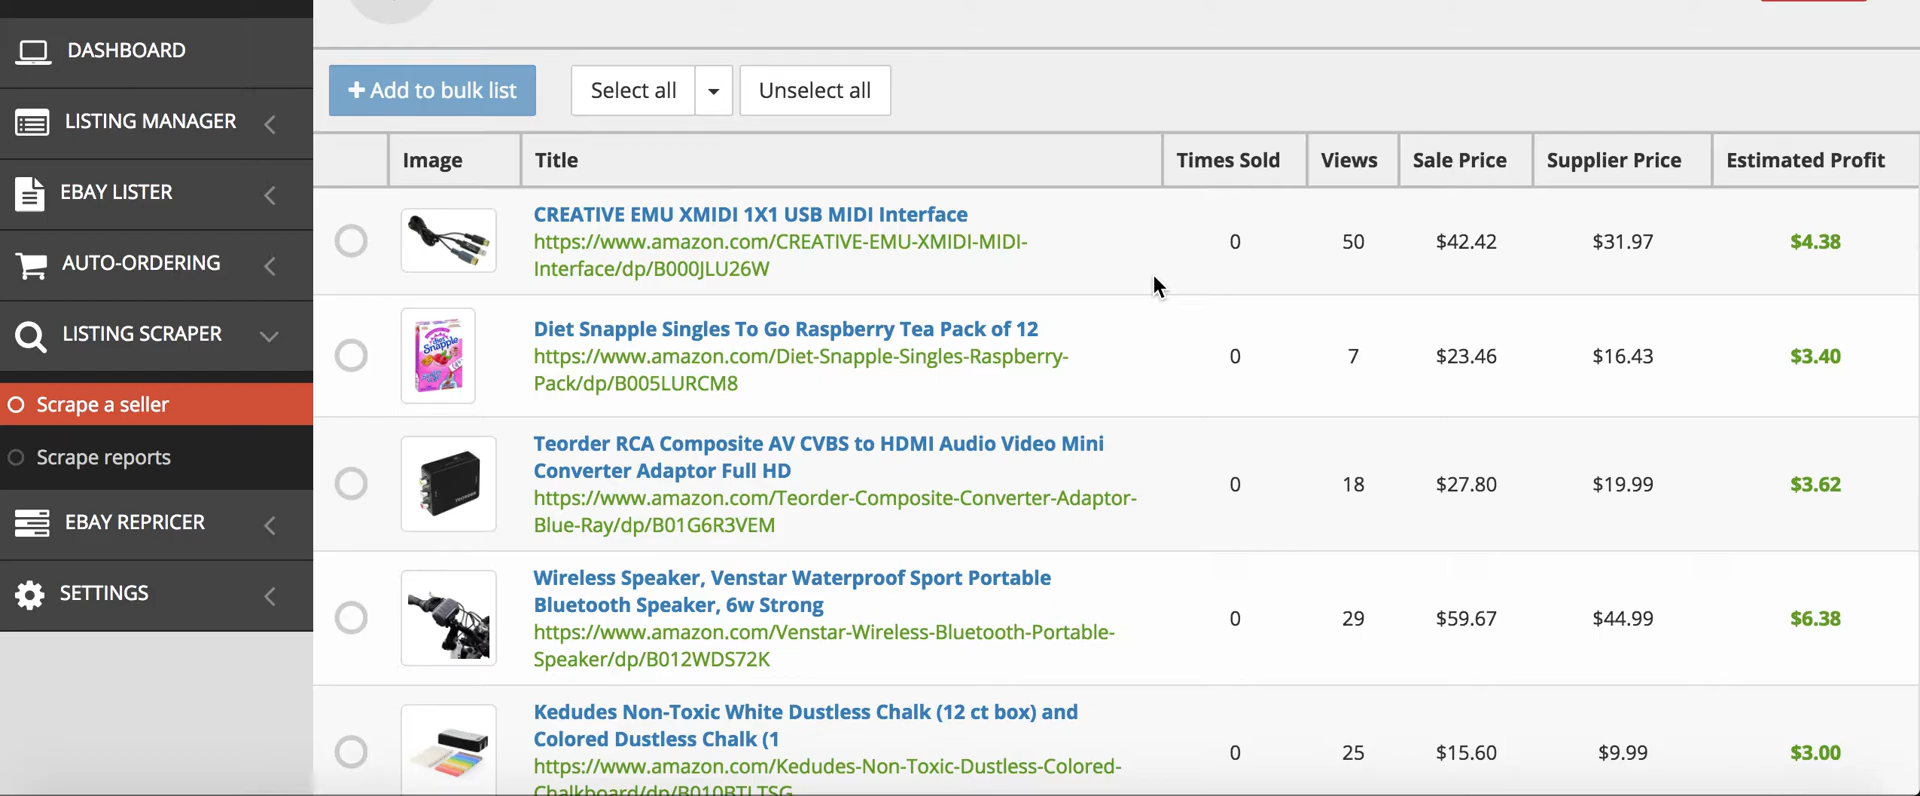 DASHBOARD
LISTING MANAGER
EBAY LISTER
AUTO-ORDERING
LISTING SCRAPER
Scrape a seller
Scrape reports
EBAY REPRICER
SETTINGS
+ Add to bulk list
Select all
Unselect all
Image Title Times Sold Views Sale Price Supplier Price Estimated Profit
CREATIVE EMU XMIDI 1X1 USB MIDI Interface
https://www.amazon.com/CREATIVE-EMU-XMIDI-MIDI-
Interface/dp/B000JLU26W
0 50 $42.42 $31.97 $4.38
Diet Snapple Singles To Go Raspberry Tea Pack of 12
https://www.amazon.com/Diet-Snapple-Singles-Raspberry-
Pack/dp/B005LURCM8
0 7 $23.46 $16.43 $3.40
Teorder RCA Composite AV CVBS to HDMI Audio Video Mini
Converter Adaptor Full HD
https://www.amazon.com/Teorder-Composite-Converter-Adaptor-
Blue-Ray/dp/B01G6R3VEM
0 18 $27.80 $19.99 $3.62
Wireless Speaker, Venstar Waterproof Sport Portable
Bluetooth Speaker, 6w Strong
https://www.amazon.com/Venstar-Wireless-Bluetooth-Portable-
Speaker/dp/B012WDS72K
0 29 $59.67 $44.99 $6.38
Kedudes Non-Toxic White Dustless Chalk (12 ct box) and
Colored Dustless Chalk (1
https://www.amazon.com/Kedudes-Non-Toxic-Dustless-Colored-
Chalkboard/dp/B010BTLTSG
0 25 $15.60 $9.99 $3.00